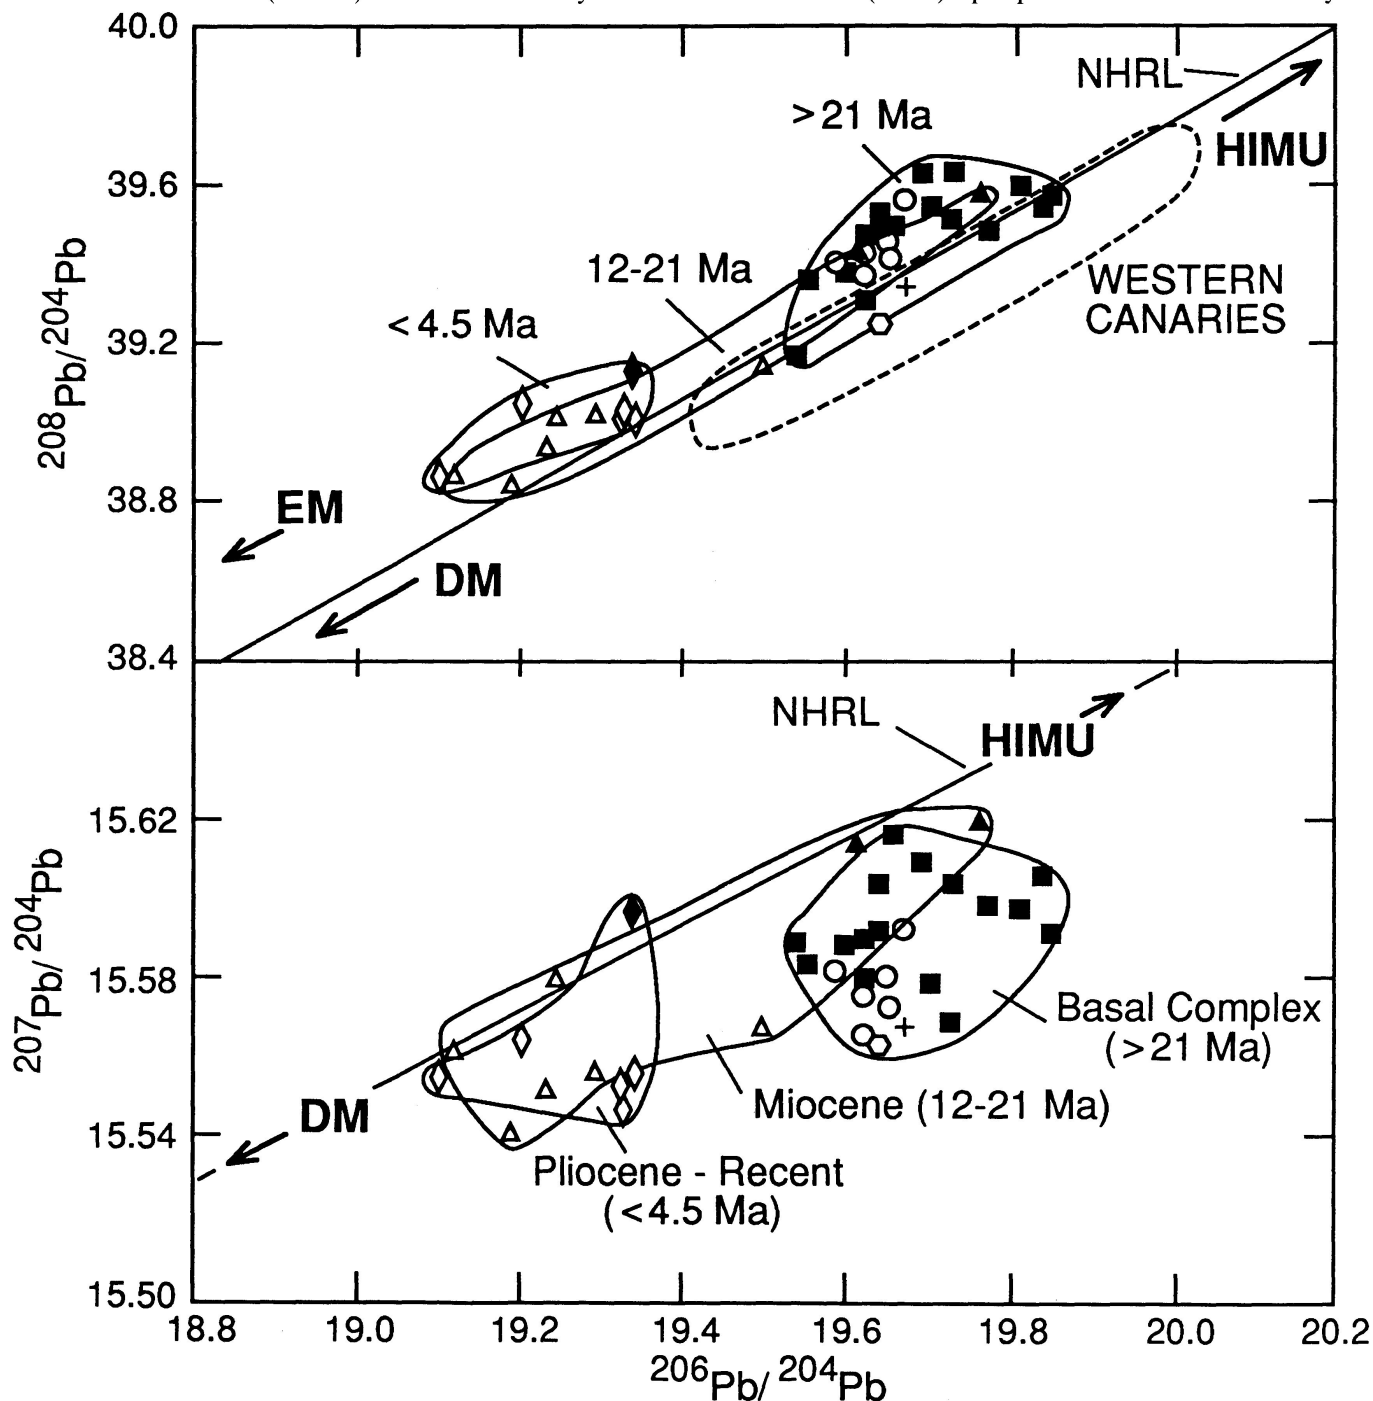 40.0
NHRL
>21 Ma
HIMU
39.6
12-21 Ma
WESTERN
CANARIES
<4.5 Ma
208Pb/204Pb
39.2
38.8
EM
DM
38.4
NHRL
HIMU
15.62
207Pb/204Pb
15.58
Basal Complex
(>21 Ma)
Miocene (12-21 Ma)
DM
15.54
Pliocene - Recent
(<4.5 Ma)
15.50
18.8 19.0 19.2 19.4 19.6 19.8 20.0 20.2
206Pb/204Pb